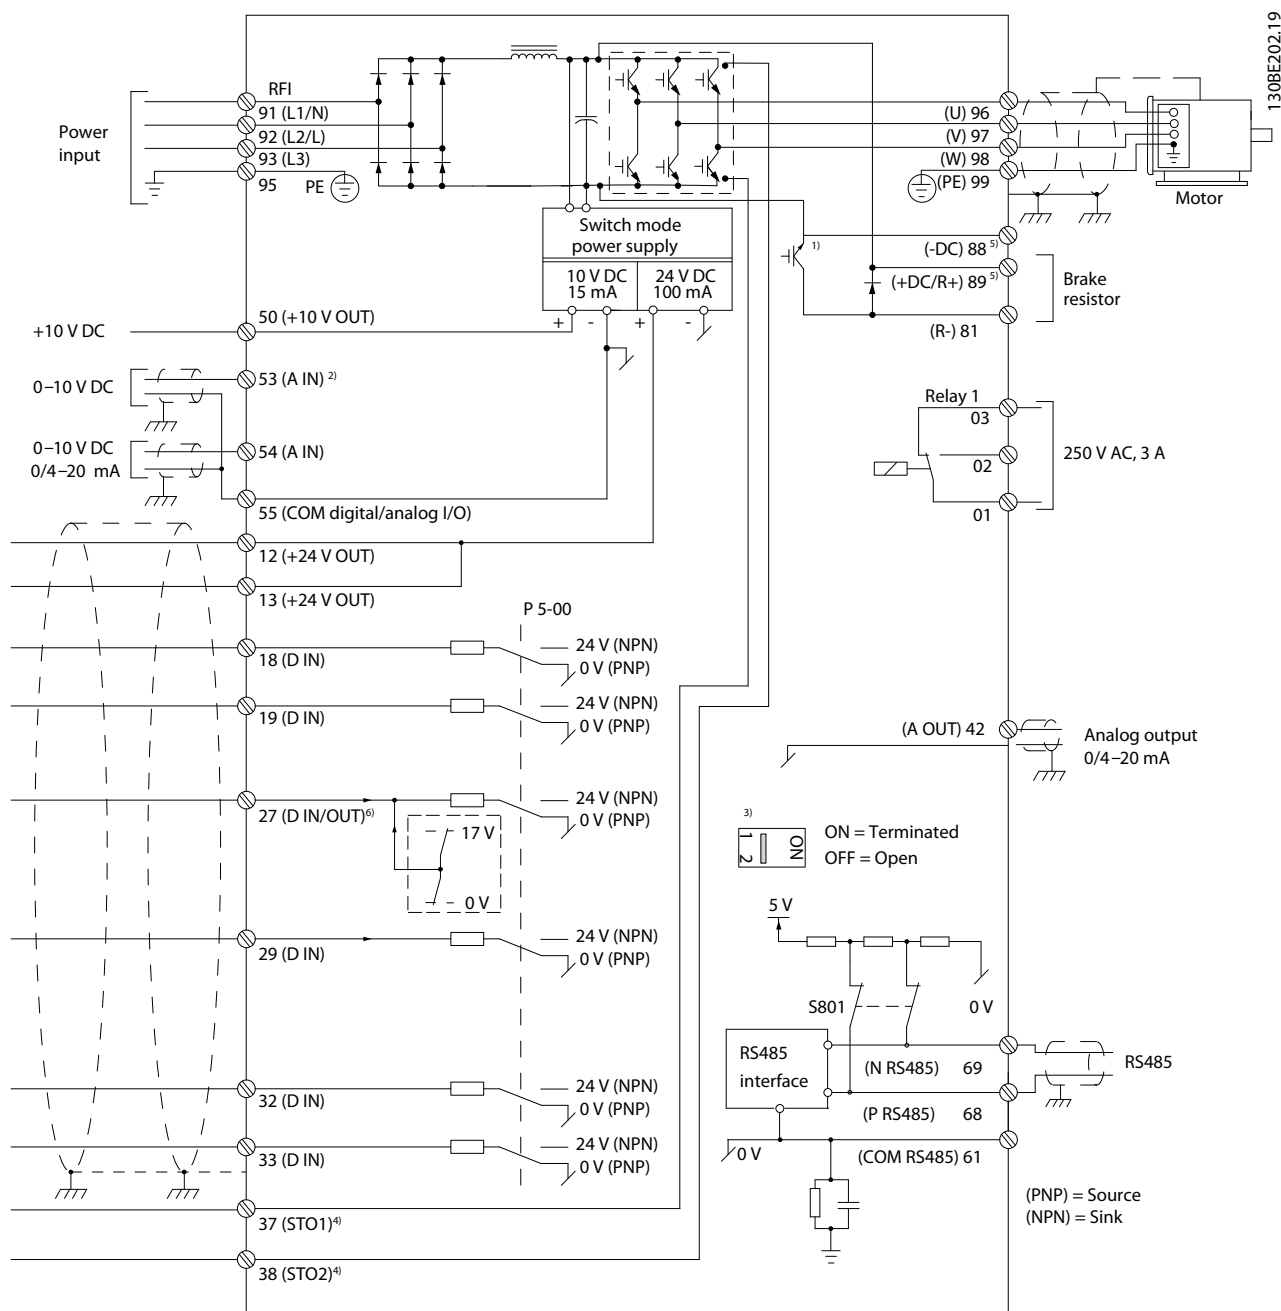 130BE202.19
RFI
Power
input
91 (L1/N)
92 (L2/L)
93 (L3)
95
PE
(U) 96
(V) 97
(W) 98
(PE) 99
Motor
Switch mode
power supply
10 V DC
15 mA
24 V DC
100 mA
+
-
+
-
1)
(-DC) 88 5)
(+DC/R+) 89 5)
(R-) 81
Brake
resistor
+10 V DC
50 (+10 V OUT)
0–10 V DC
53 (A IN) 2)
0–10 V DC
0/4–20 mA
54 (A IN)
55 (COM digital/analog I/O)
Relay 1
03
02
01
250 V AC, 3 A
12 (+24 V OUT)
13 (+24 V OUT)
P 5-00
18 (D IN)
24 V (NPN)
0 V (PNP)
19 (D IN)
24 V (NPN)
0 V (PNP)
27 (D IN/OUT)6)
24 V (NPN)
0 V (PNP)
17 V
0 V
29 (D IN)
24 V (NPN)
0 V (PNP)
32 (D IN)
24 V (NPN)
0 V (PNP)
33 (D IN)
24 V (NPN)
0 V (PNP)
37 (STO1)4)
38 (STO2)4)
(A OUT) 42
Analog output
0/4–20 mA
3)
1
2
ON
ON = Terminated
OFF = Open
5 V
S801
0 V
RS485
interface
(N RS485) 69
RS485
(P RS485) 68
0 V
(COM RS485) 61
(PNP) = Source
(NPN) = Sink